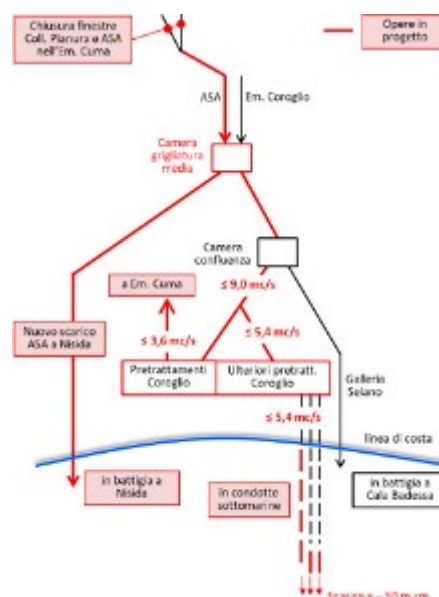 Chiusura finestre
Coll. Pianura e ASA
nell'Em. Cuma
Opere in
progetto
ASA
Em. Coroglio
Camera
grigliatura
media
Camera
confluenza
a Em. Cuma
≤ 9,0 mc/s
Nuovo scarico
ASA a Nisida
≤ 3,6 mc/s
≤ 5,4 mc/s
Pretrattamenti
Coroglio
Ulteriori pretratt.
Coroglio
Galleria
Seiano
≤ 5,4 mc/s
linea di costa
in battigia a
Nisida
in condotte
sottomarine
in battigia a
Cala Badessa
Scarico